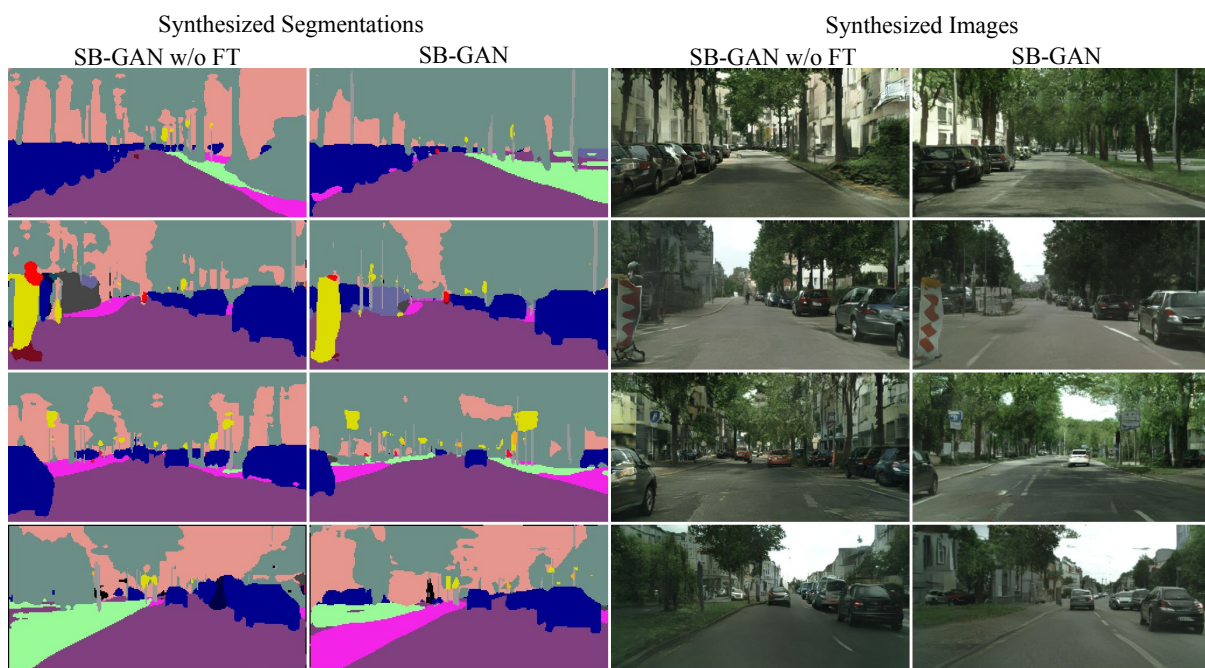 Synthesized Segmentations
Synthesized Images
SB-GAN w/o FT
SB-GAN
SB-GAN w/o FT
SB-GAN